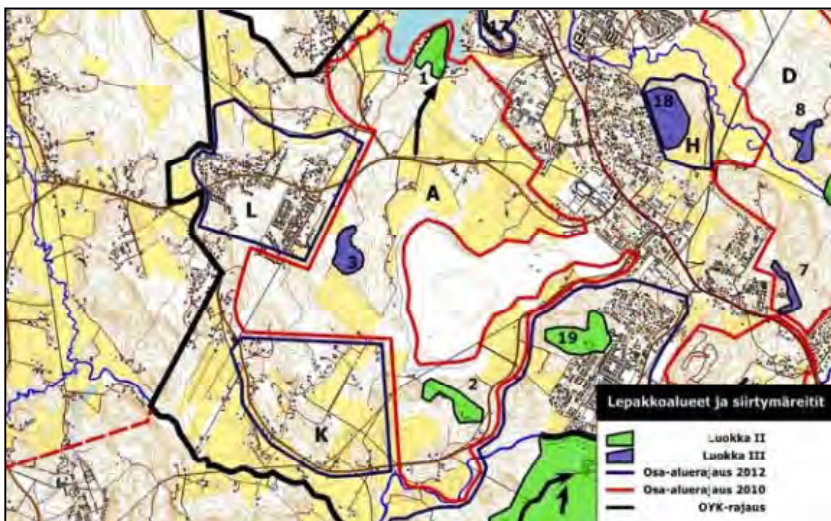 17
1
18
D
8
H
A
L
3
7
19
2
K
Lepakkoalueet ja siirtymäreitit
Luokka II
Luokka III
Osa-aluerajaus 2012
Osa-aluerajaus 2010
OYK-rajaus